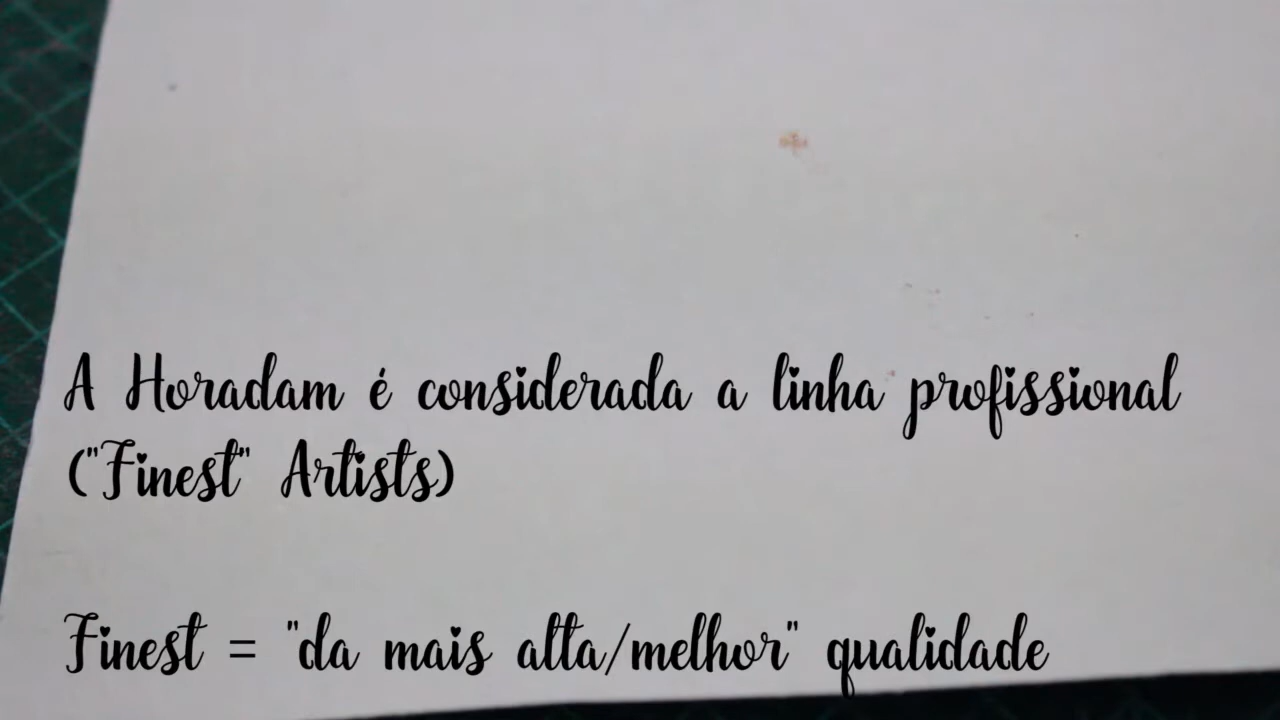 A Horadam é considerada a linha profissional
("Finest" Artists)
Finest = "da mais alta/melhor" qualidade